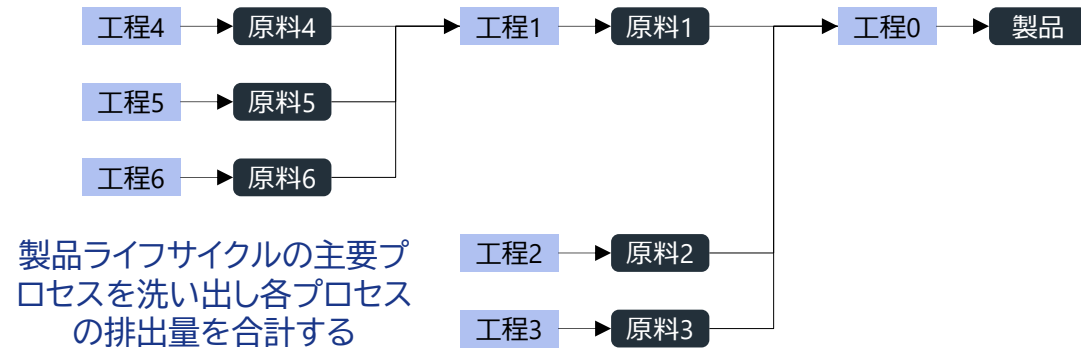 工程4
原料4
工程1
原料1
工程0
製品
工程5
原料5
工程6
原料6
工程2
原料2
工程3
原料3
製品ライフサイクルの主要プ
ロセスを洗い出し各プロセス
の排出量を合計する